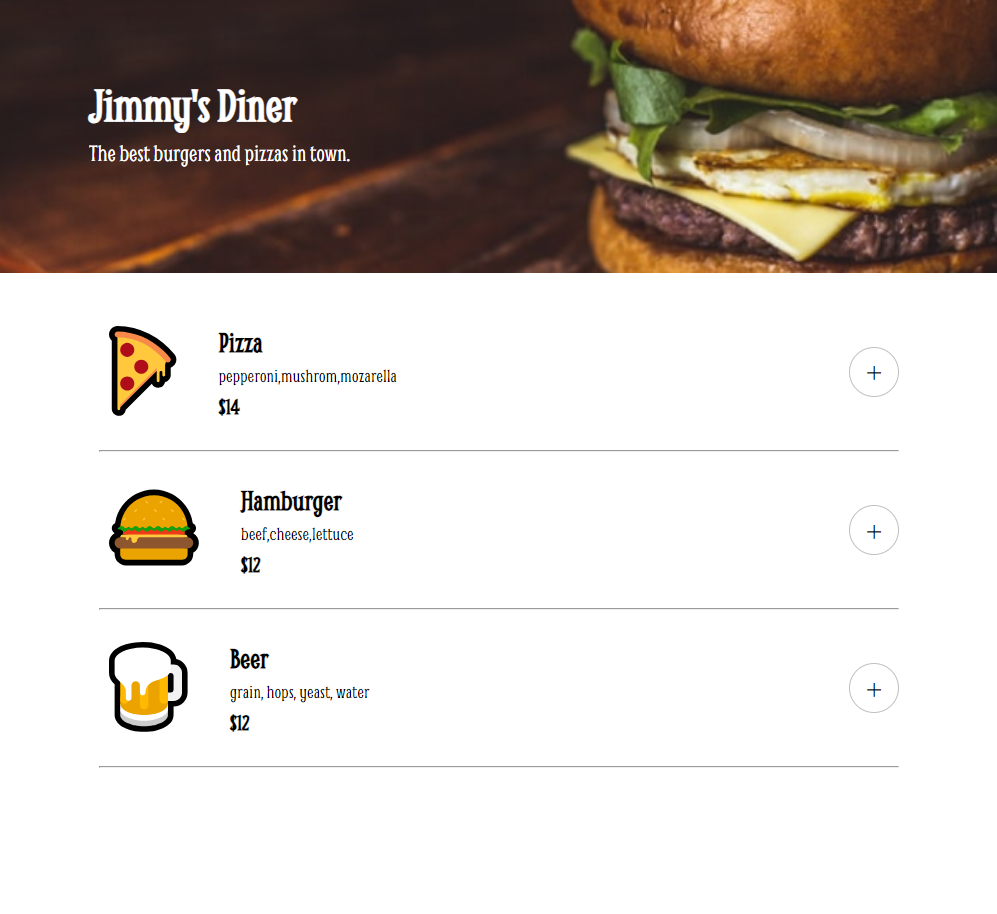 Jimmy's Diner
The best burgers and pizzas in town.
Pizza
pepperoni,mushrom,mozarella
$14
+
Hamburger
beef,cheese,lettuce
$12
+
Beer
grain, hops, yeast, water
$12
+